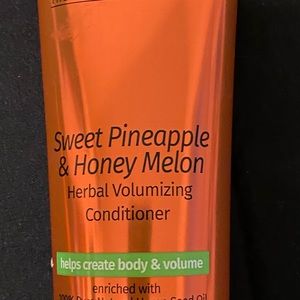 Sweet Pineapple
& Honey Melon
Herbal Volumizing
Conditioner
helps create body & volume
enriched with